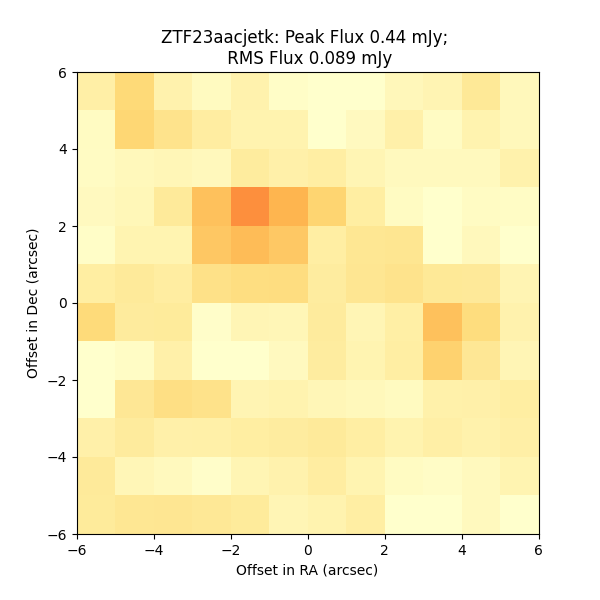 ZTF23aacjetk: Peak Flux 0.44 mJy;
RMS Flux 0.089 mJy
6
4
2
0
−2
−4
−6
Offset in Dec (arcsec)
−6 −4 −2 0 2 4 6
Offset in RA (arcsec)